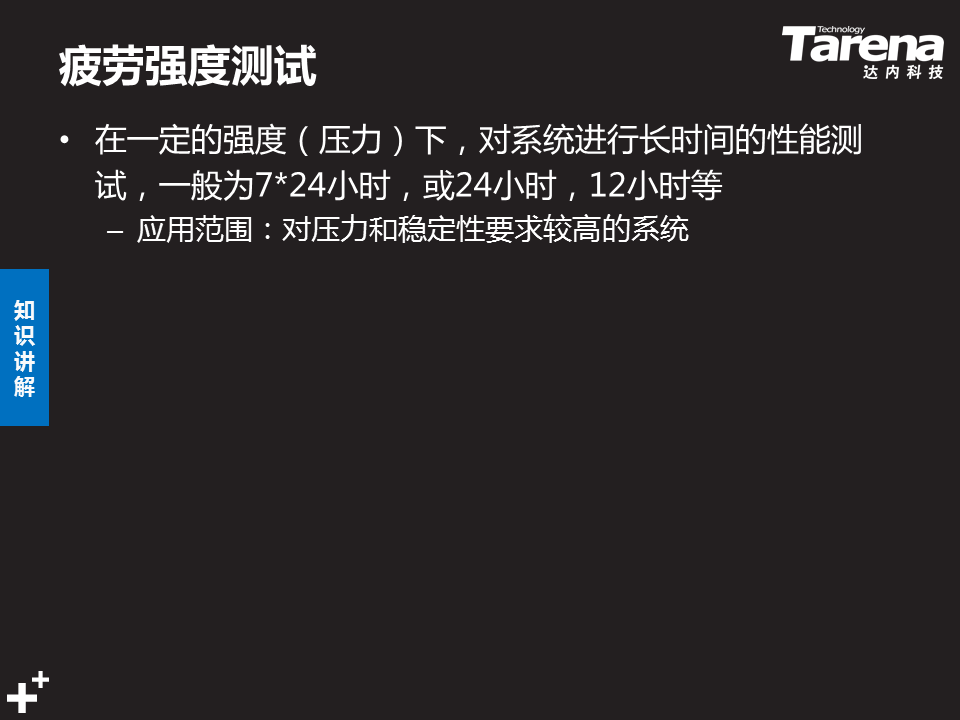 疲劳强度测试
Technology
Tarena
达内科技
• 在一定的强度（压力）下，对系统进行长时间的性能测
试，一般为7*24小时，或24小时，12小时等
– 应用范围：对压力和稳定性要求较高的系统
知
识
讲
解